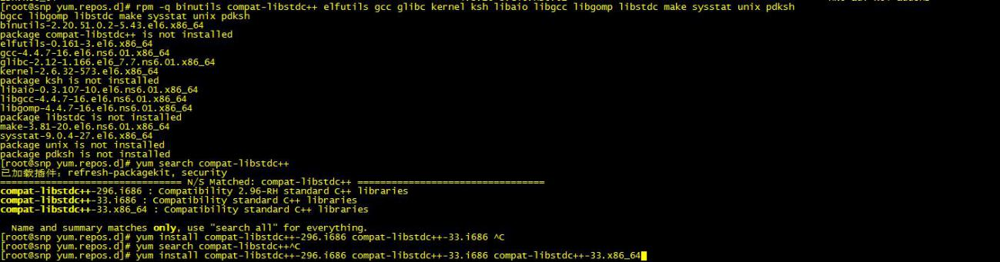 [root@snp yum.repos.d]# rpm -q binutils compat-libstdc++ elfutils gcc glibc kernel ksh libaio libgcc libgomp libstdc make sysstat unix pdksh
bgcc libgomp libstdc make sysstat unix pdksh
binutils-2.20.51.0.2-5.43.el6.x86_64
package compat-libstdc++ is not installed
elfutils-0.161-3.el6.x86_64
gcc-4.4.7-16.el6.ns6.01.x86_64
glibc-2.12-1.166.el6_7.7.ns6.01.x86_64
kernel-2.6.32-573.el6.x86_64
package ksh is not installed
libaio-0.3.107-10.el6.ns6.01.x86_64
libgcc-4.4.7-16.el6.ns6.01.x86_64
libgomp-4.4.7-16.el6.ns6.01.x86_64
package libstdc is not installed
make-3.81-20.el6.ns6.01.x86_64
sysstat-9.0.4-27.el6.x86_64
package unix is not installed
package pdksh is not installed
[root@snp yum.repos.d]# yum search compat-libstdc++
已加载插件：refresh-packagekit, security
================================ N/S Matched: compat-libstdc++ =================================
compat-libstdc++-296.i686 : Compatibility 2.96-RH standard C++ libraries
compat-libstdc++-33.i686 : Compatibility standard C++ libraries
compat-libstdc++-33.x86_64 : Compatibility standard C++ libraries
Name and summary matches only, use "search all" for everything.
[root@snp yum.repos.d]# yum install compat-libstdc++-296.i686 compat-libstdc++-33.i686 ^C
[root@snp yum.repos.d]# yum search compat-libstdc++^C
[root@snp yum.repos.d]# yum install compat-libstdc++-296.i686 compat-libstdc++-33.i686 compat-libstdc++-33.x86_64